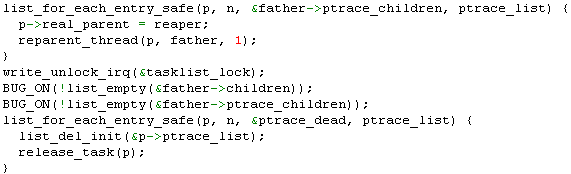 list_for_each_entry_safe(p, n, &father->ptrace_children, ptrace_list) {
  p->real_parent = reaper;
  reparent_thread(p, father, 1);
}
write_unlock_irq(&tasklist_lock);
BUG_ON(!list_empty(&father->children));
BUG_ON(!list_empty(&father->ptrace_children));
list_for_each_entry_safe(p, n, &ptrace_dead, ptrace_list) {
  list_del_init(&p->ptrace_list);
  release_task(p);
}